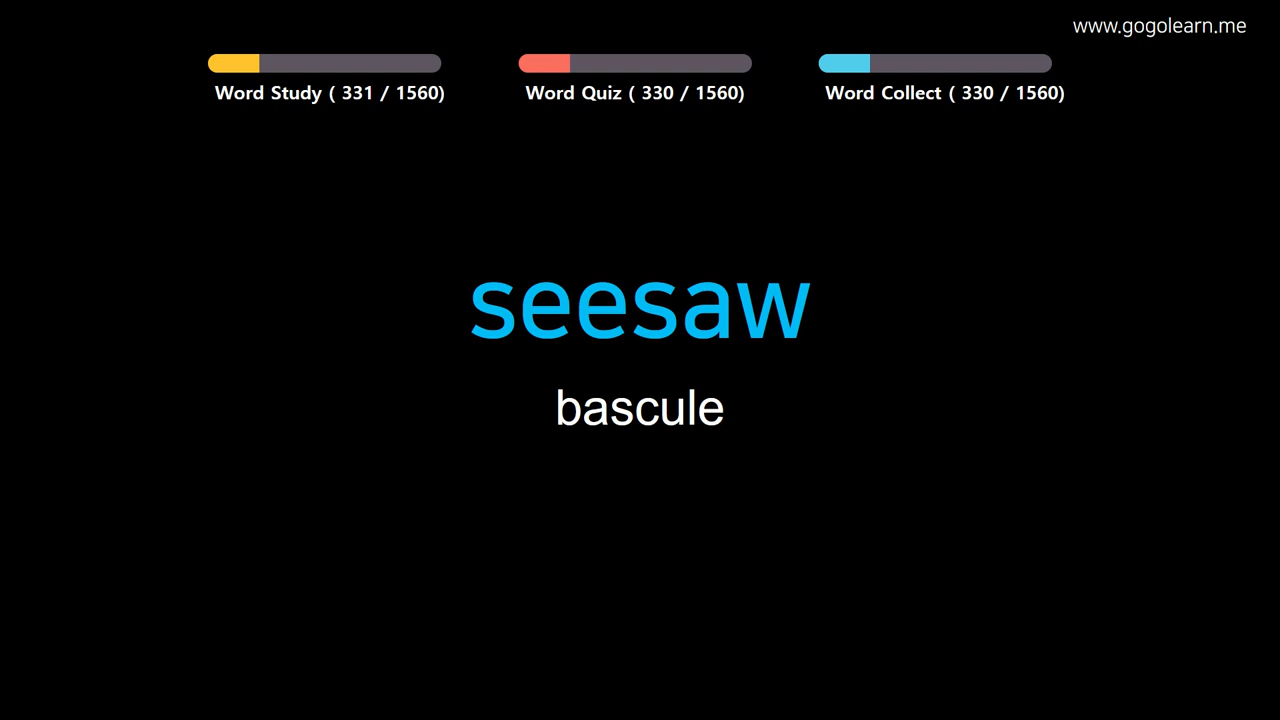 www.gogolearn.me
Word Study ( 331 / 1560)
Word Quiz ( 330 / 1560)
Word Collect ( 330 / 1560)
seesaw
bascule